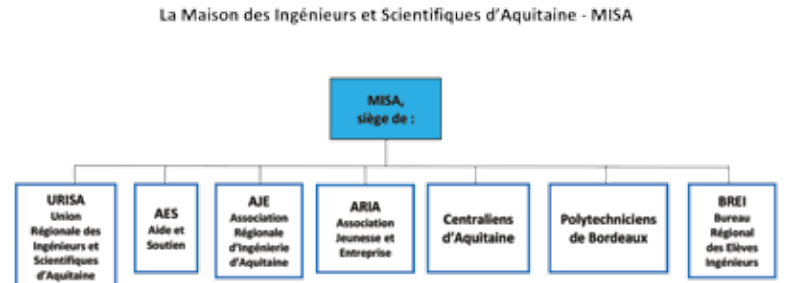 La Maison des Ingénieurs et Scientifiques d'Aquitaine - MISA
MISA,
siège de :
URISA
Union
Régionale des
Ingénieurs et
Scientifiques
d'Aquitaine
AES
Aide et
Soutien
AJE
Association
Régionale
d'Ingénierie
d'Aquitaine
ARIA
Association
Jeunesse et
Entreprise
Centraliens
d'Aquitaine
Polytechniciens
de Bordeaux
BREI
Bureau
Régional
des Elèves
Ingénieurs